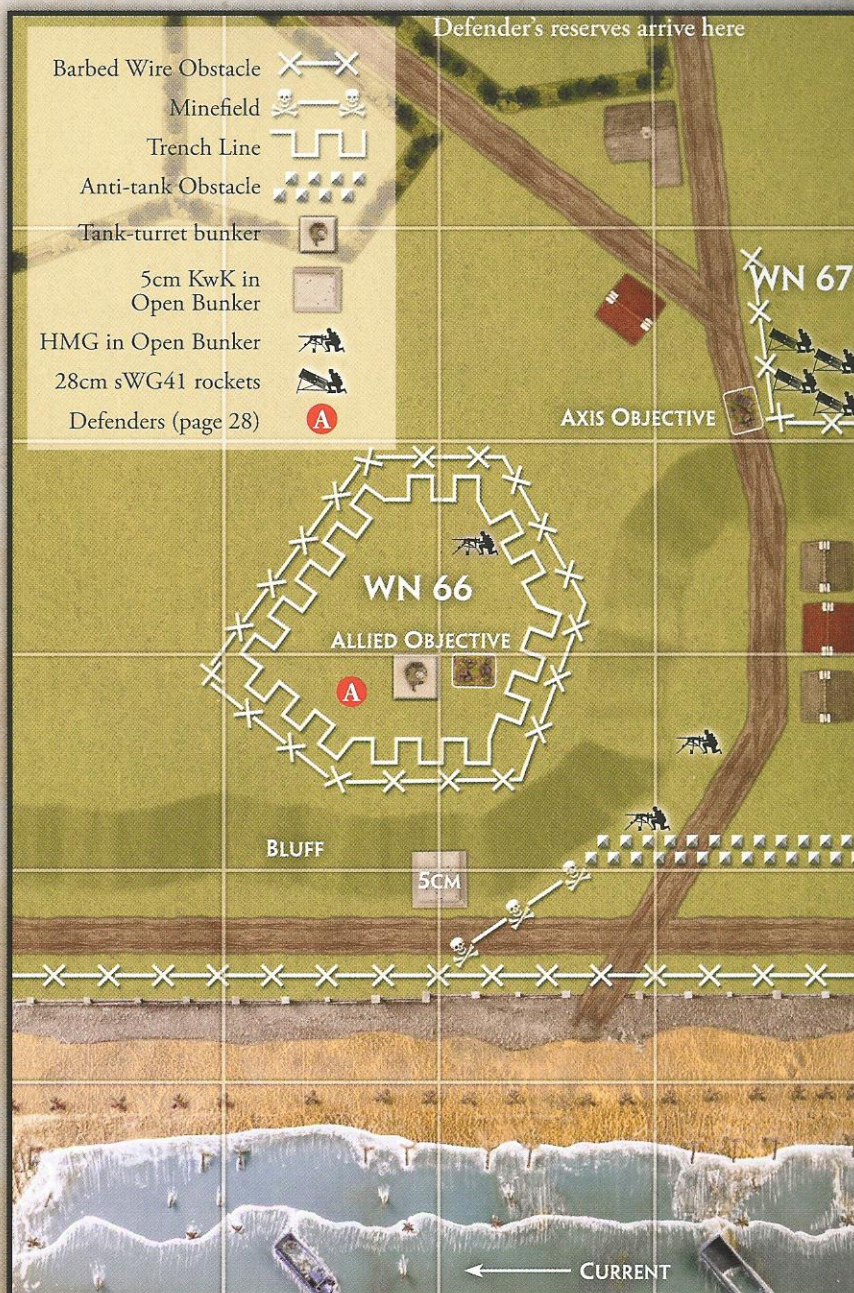 Defender's reserves arrive here
Barbed Wire Obstacle
Minefield
Trench Line
Anti-tank Obstacle
Tank-turret bunker
5cm KwK in
Open Bunker
HMG in Open Bunker
28cm sWG41 rockets
Defenders (page 28)
A
WN 67
AXIS OBJECTIVE
WN 66
ALLIED OBJECTIVE
A
BLUFF
5CM
CURRENT